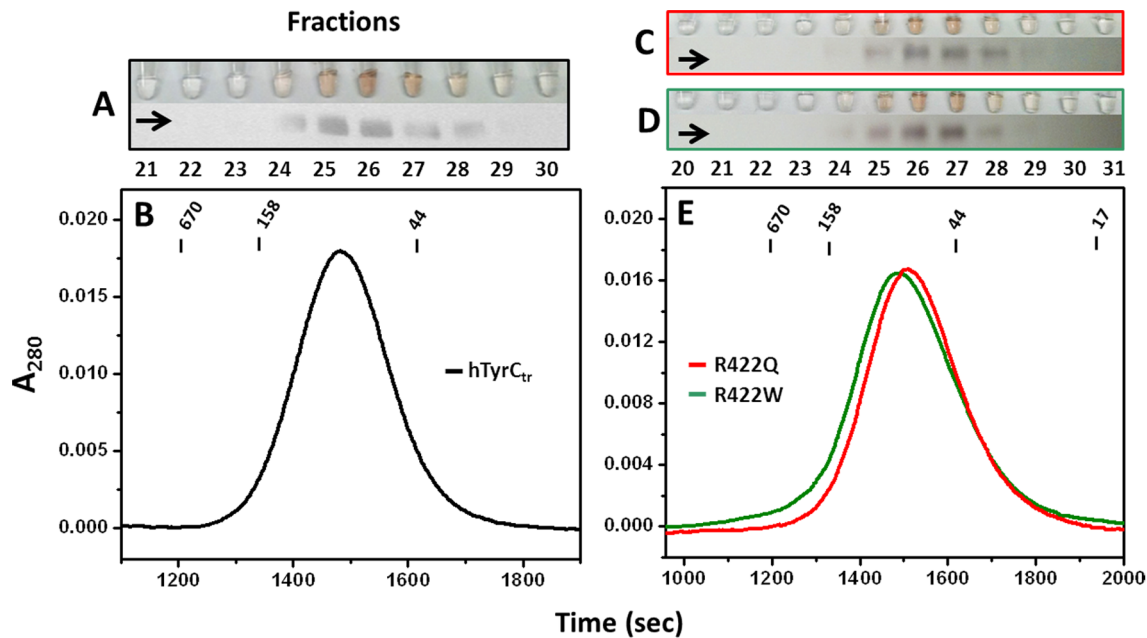 Fractions
A
21 22 23 24 25 26 27 28 29 30
B
670
158
44
hTyrCtr
A280
0.020
0.015
0.010
0.005
0.000
1200 1400 1600 1800
C
D
20 21 22 23 24 25 26 27 28 29 30 31
E
670
158
44
17
R422Q
R422W
0.020
0.016
0.012
0.008
0.004
0.000
1000 1200 1400 1600 1800 2000
Time (sec)